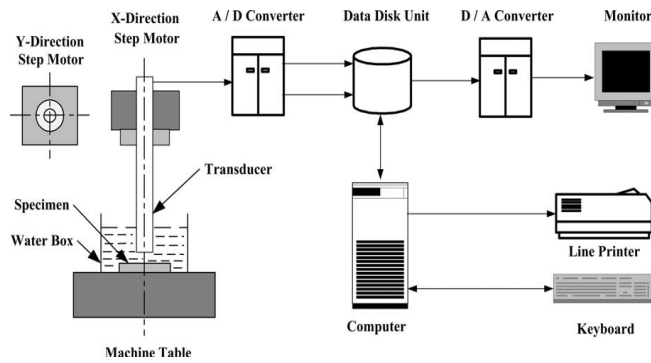 X-Direction
Step Motor
A / D Converter
Data Disk Unit
D / A Converter
Monitor
Y-Direction
Step Motor
Transducer
Specimen
Water Box
Line Printer
Computer
Keyboard
Machine Table